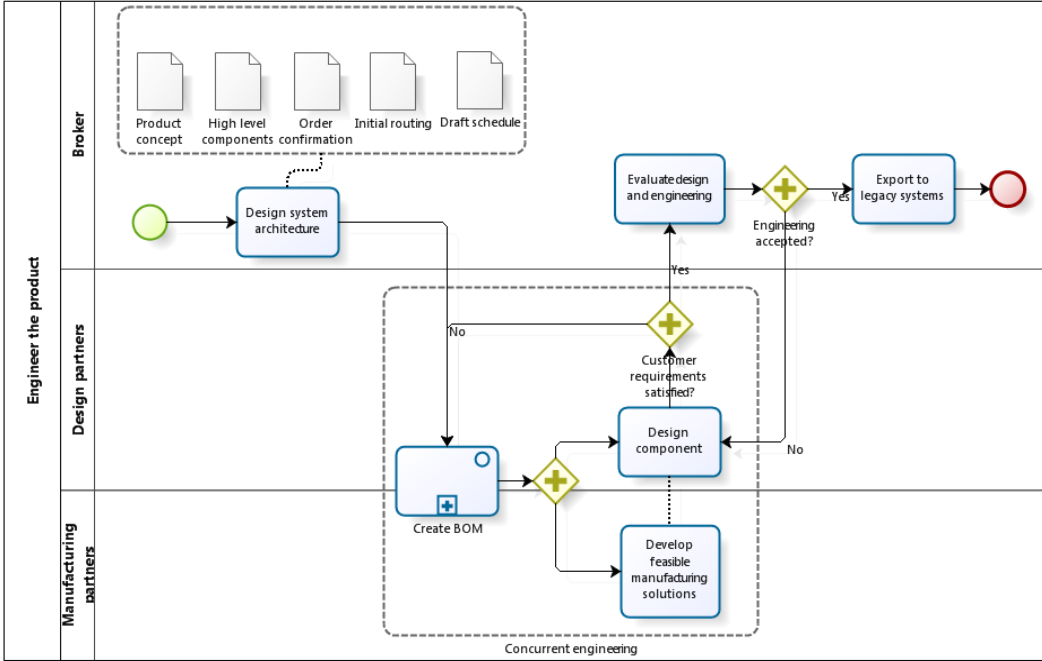 Engineer the product
Broker
Product
concept
High level
components
Order
confirmation
Initial routing
Draft schedule
Design system
architecture
Evaluate design
and engineering
Yes
Engineering
accepted?
Export to
legacy systems
Design partners
Yes
No
Customer
requirements
satisfied?
Design
component
No
Create BOM
Manufacturing
partners
Develop
feasible
manufacturing
solutions
Concurrent engineering